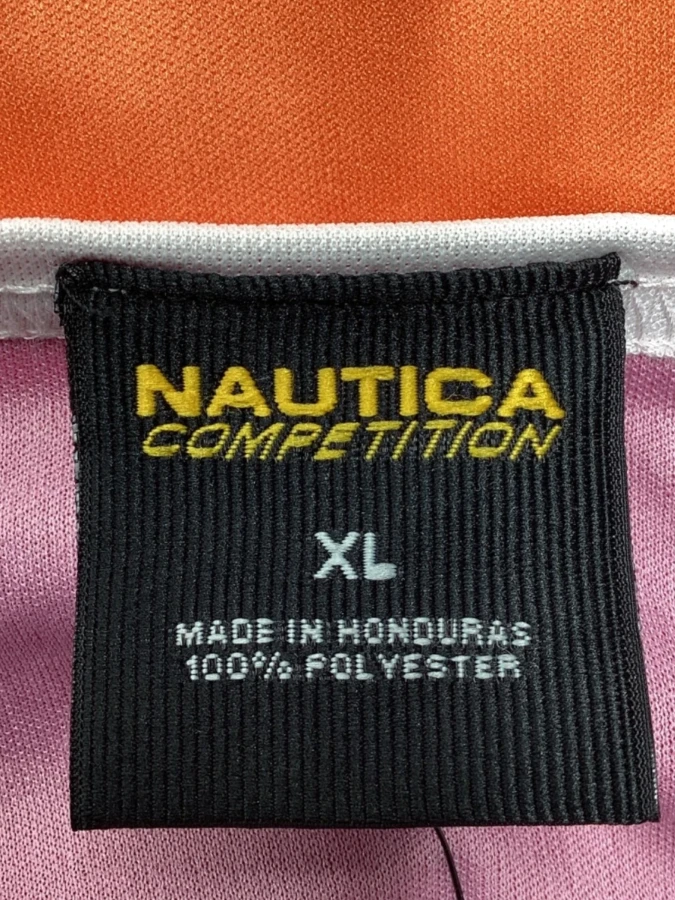 NAUTICA
COMPETITION
XL
MADE IN HONDURAS
100% POLYESTER